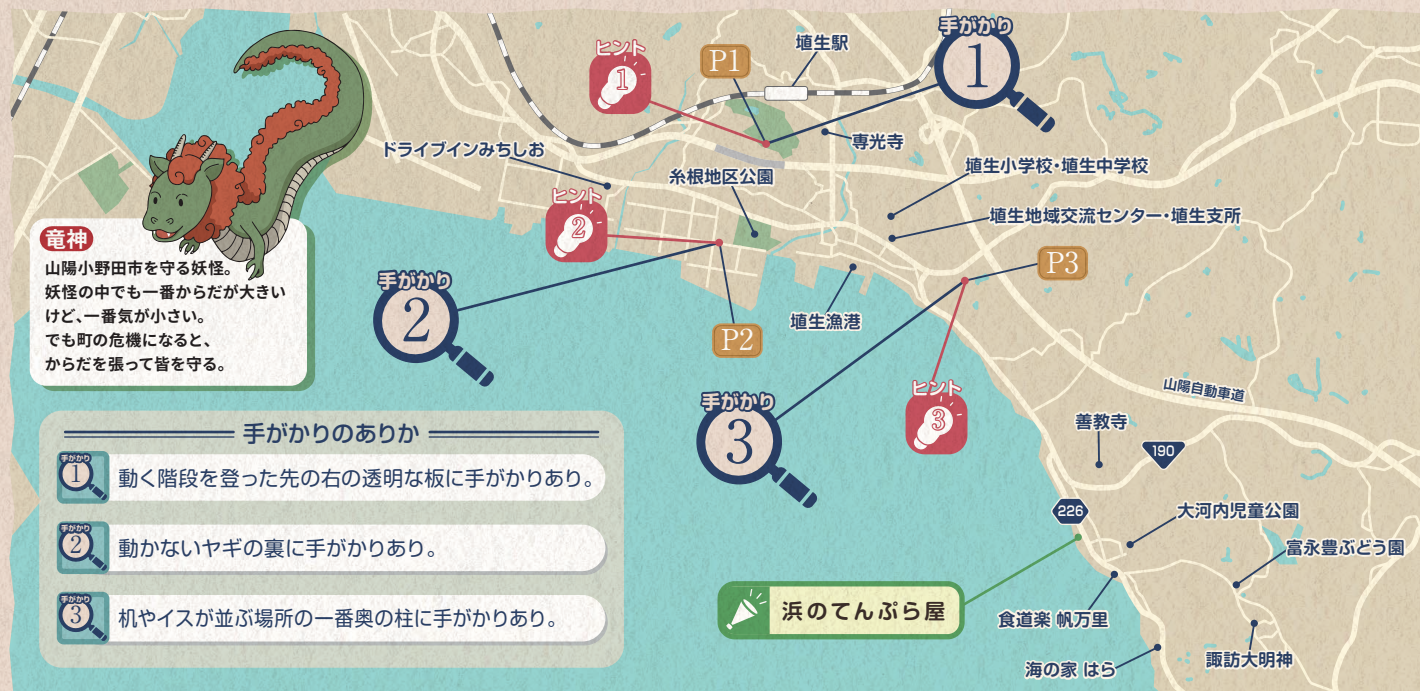 手がかり
1
ヒント
1
P1
埴生駅
専光寺
ドライブインみちしお
糸根地区公園
埴生小学校・埴生中学校
ヒント
2
埴生地域交流センター・埴生支所
P3
竜神
山陽小野田市を守る妖怪。
妖怪の中でも一番からだが大きい
けど、一番気が小さい。
でも町の危機になると、
からだを張って皆を守る。
手がかり
2
P2
埴生漁港
手がかり
3
ヒント
3
山陽自動車道
善教寺
190
226
大河内児童公園
富永豊ぶどう園
浜のてんぷら屋
食道楽 帆万里
海の家 はら
諏訪大明神
手がかりのありか
手がかり
1
動く階段を登った先の右の透明な板に手がかりあり。
手がかり
2
動かないヤギの裏に手がかりあり。
手がかり
3
机やイスが並ぶ場所の一番奥の柱に手がかりあり。